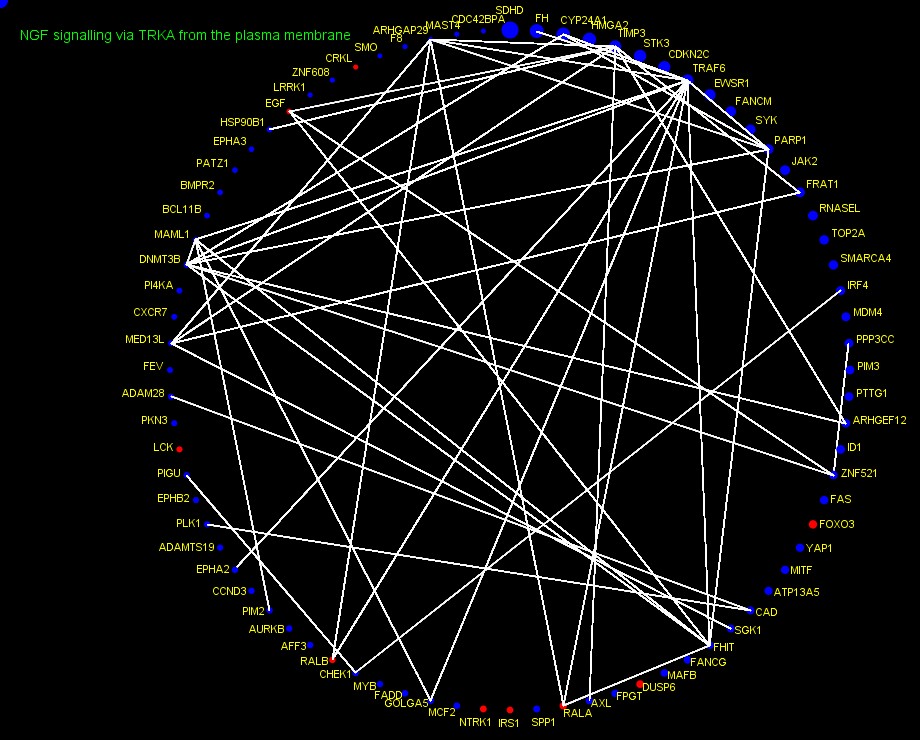 NGF signalling via TRKA from the plasma membrane
SDHD
FH
CYP24A1
HMGA2
TIMP3
STK3
CDKN2C
TRAF6
EWSR1
FANCM
SYK
PARP1
JAK2
FRAT1
RNASEL
TOP2A
SMARCA4
IRF4
MDM4
PPP3CC
PIM3
PTTG1
ARHGEF12
ID1
ZNF521
FAS
FOXO3
YAP1
MITF
ATP13A5
CAD
SGK1
FHIT
FANCG
MAFB
DUSP6
FPGT
AXL
RALA
SPP1
IRS1
NTRK1
MCF2
GOLGA5
FADD
MYB
CHEK1
RALB
AFF3
AURKB
PIM2
CCND3
EPHA2
ADAMTS19
PLK1
EPHB2
PIGU
LCK
PKN3
ADAM28
FEV
MED13L
CXCR7
PI4KA
DNMT3B
MAML1
BCL11B
BMPR2
PATZ1
EPHA3
HSP90B1
EGF
LRRK1
ZNF608
CRKL
SMO
F8
ARHGAP29
MAST4
CDC42BPA